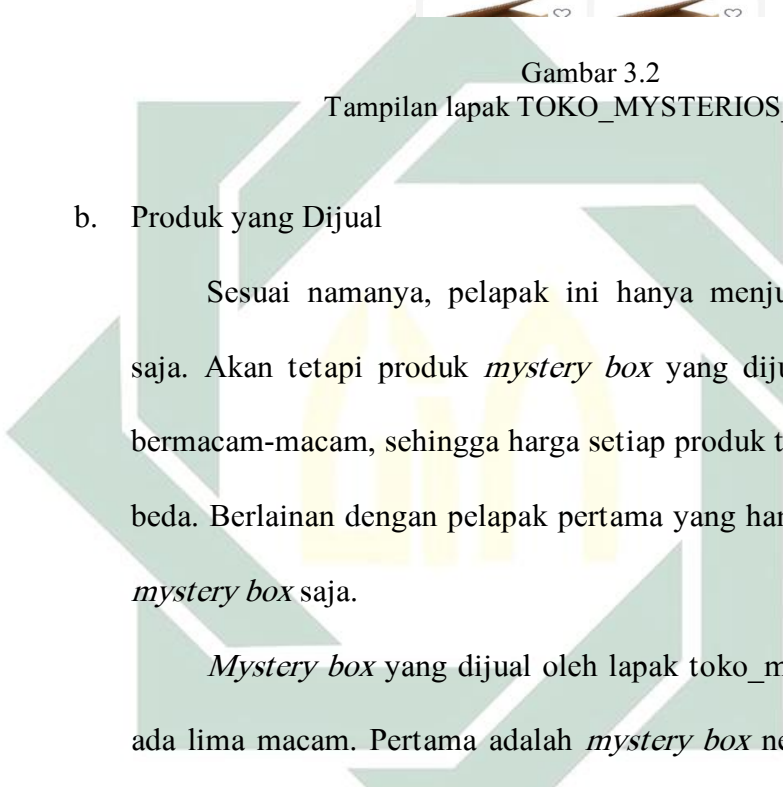 Gambar 3.2
Tampilan lapak TOKO_MYSTERIOS_
b. Produk yang Dijual
Sesuai namanya, pelapak ini hanya
saja. Akan tetapi produk mystery box yang
bermacam-macam, sehingga harga setiap produk
beda. Berlainan dengan pelapak pertama yang
mystery box saja.
Mystery box yang dijual oleh lapak
ada lima macam. Pertama adalah mystery box